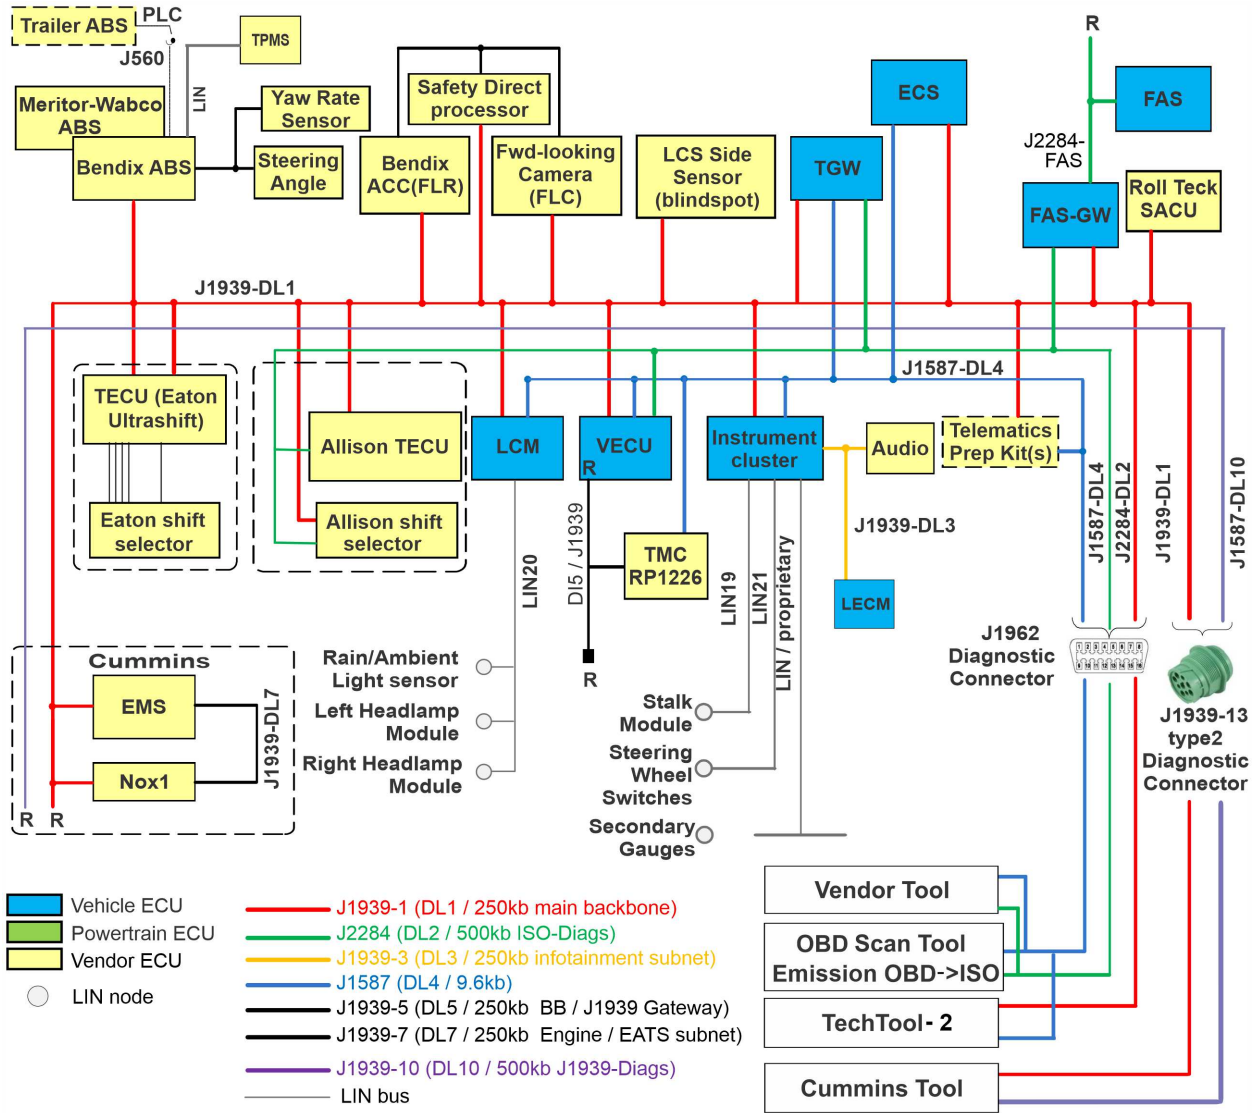 Trailer ABS
PLC
J560
TPMS
LIN
Meritor-Wabco
ABS
Bendix ABS
Yaw Rate
Sensor
Steering
Angle
Safety Direct
processor
Bendix
ACC(FLR)
Fwd-looking
Camera
(FLC)
LCS Side
Sensor
(blindspot)
TGW
ECS
R
FAS
J2284-
FAS
FAS-GW
Roll Teck
SACU
J1939-DL1
J1587-DL4
TECU (Eaton
Ultrashift)
Eaton shift
selector
Allison TECU
Allison shift
selector
LCM
VECU
R
Instrument
cluster
Audio
Telematics
Prep Kit(s)
TMC
RP1226
DI5 / J1939
R
J1939-DL3
LECM
LIN20
LIN19
LIN21
LIN / proprietary
J1587-DL4
J2284-DL2
J1939-DL1
J1587-DL10
J1962
Diagnostic
Connector
J1939-13
type2
Diagnostic
Connector
Cummins
EMS
Nox1
J1939-DL7
R R
Rain/Ambient
Light sensor
Left Headlamp
Module
Right Headlamp
Module
Stalk
Module
Steering
Wheel
Switches
Secondary
Gauges
Vehicle ECU
Powertrain ECU
Vendor ECU
LIN node
J1939-1 (DL1 / 250kb main backbone)
J2284 (DL2 / 500kb ISO-Diags)
J1939-3 (DL3 / 250kb infotainment subnet)
J1587 (DL4 / 9.6kb)
J1939-5 (DL5 / 250kb BB / J1939 Gateway)
J1939-7 (DL7 / 250kb Engine / EATS subnet)
J1939-10 (DL10 / 500kb J1939-Diags)
LIN bus
Vendor Tool
OBD Scan Tool
Emission OBD->ISO
TechTool- 2
Cummins Tool